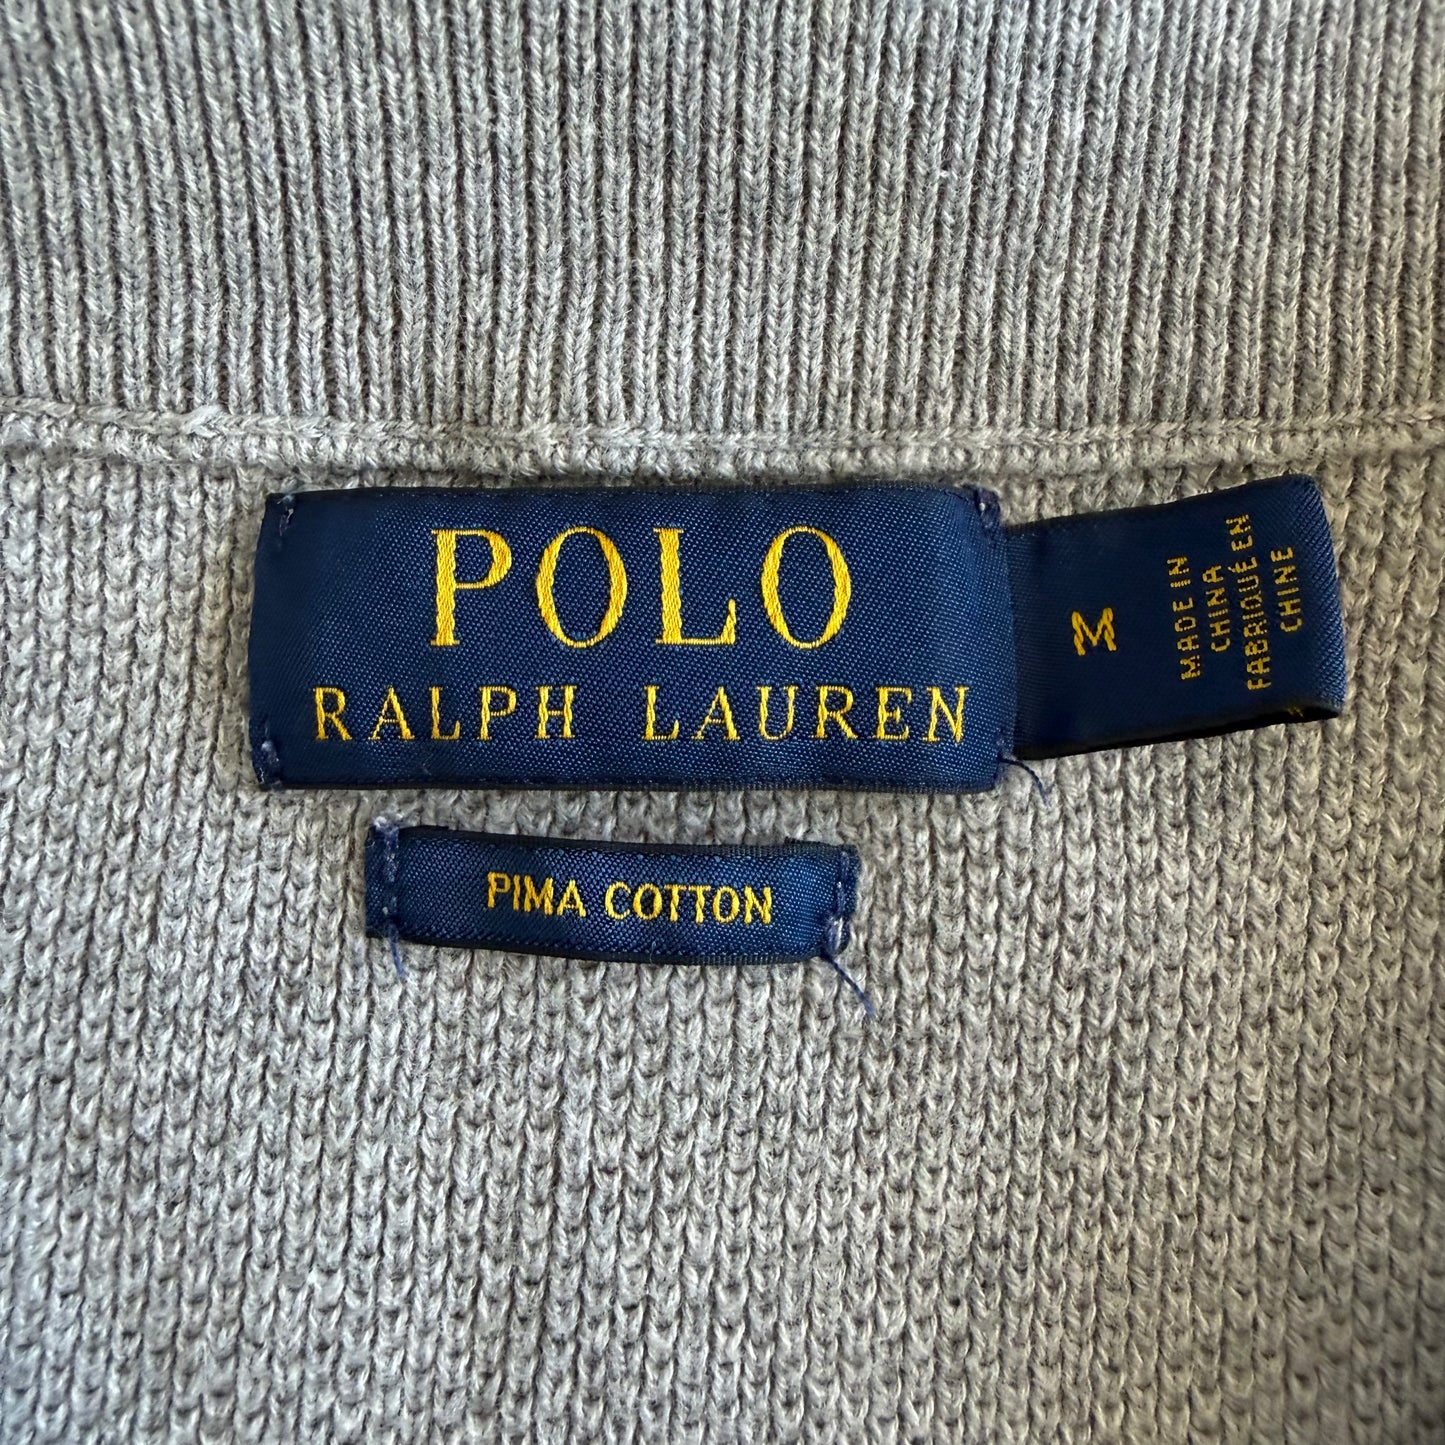 POLO
RALPH LAUREN
M
MADE IN
CHINA
FABRIQUÉ EN
CHINE
PIMA COTTON